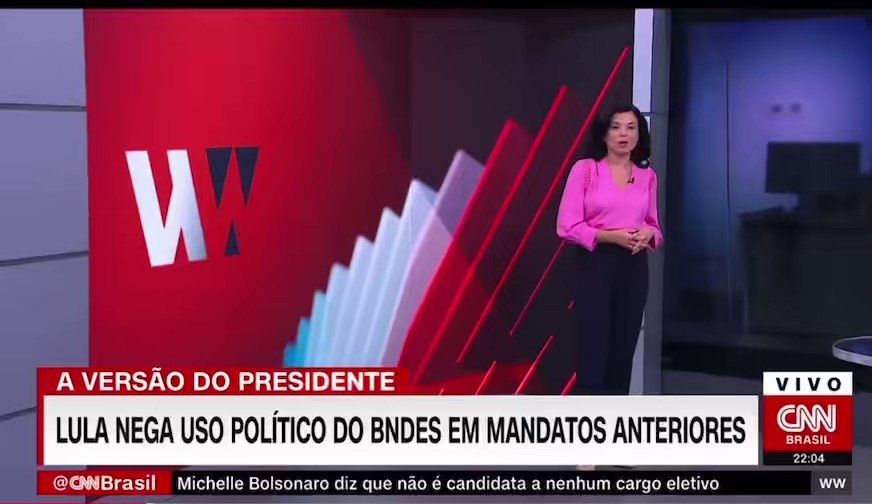 WW
A VERSÃO DO PRESIDENTE
LULA NEGA USO POLÍTICO DO BNDES EM MANDATOS ANTERIORES
VIVO
CNN
BRASIL
22:04
@CNNBrasil
Michelle Bolsonaro diz que não é candidata a nenhum cargo eletivo
WW